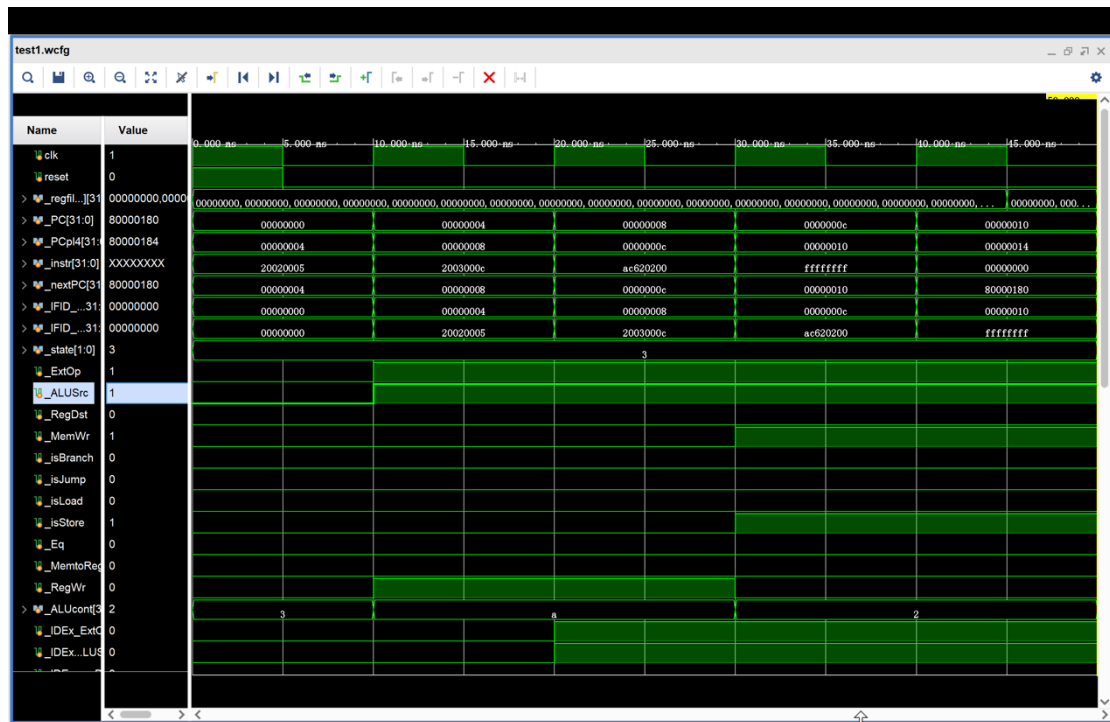 test1.wcfg
Name Value
0.000 ns 5.000 ns 10.000 ns 15.000 ns 20.000 ns 25.000 ns 30.000 ns 35.000 ns 40.000 ns 45.000 ns
clk 1
reset 0
_regfil...][31 00000000,0000 00000000, 00000000, 00000000, 00000000, 00000000, 00000000, 00000000, 00000000, 00000000, 00000000, 00000000, 00000000, 00000000, 00000000, 00000000, 00000000,... 00000000, 000...
_PC[31:0] 80000180 00000000 00000004 00000008 0000000c 00000010
_PCpl4[31: 80000184 00000004 00000008 0000000c 00000010 00000014
_instr[31:0] XXXXXXXX 20020005 2003000c ac620200 ffffffff 00000000
_nextPC[31 80000180 00000004 00000008 0000000c 00000010 80000180
_IFID_...31: 00000000 00000000 00000004 00000008 0000000c 00000010
_IFID_...31: 00000000 00000000 20020005 2003000c ac620200 ffffffff
_state[1:0] 3 3
_ExtOp 1
_ALUSrc 1
_RegDst 0
_MemWr 1
_isBranch 0
_isJump 0
_isLoad 0
_isStore 1
_Eq 0
_MemtoReg 0
_RegWr 0
_ALUcont[3 2 3 a 2
_IDEx_ExtO 0
_IDEx...LUS 0